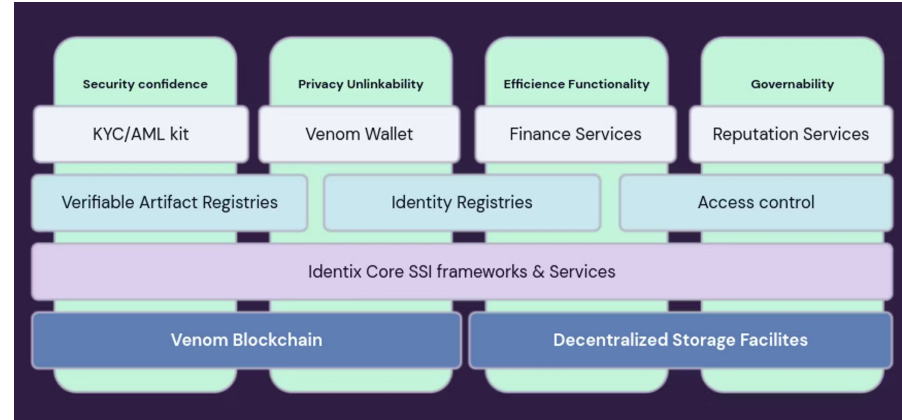 Security confidence
Privacy Unlinkability
Efficience Functionality
Governability
KYC/AML kit
Venom Wallet
Finance Services
Reputation Services
Verifiable Artifact Registries
Identity Registries
Access control
Identix Core SSI frameworks & Services
Venom Blockchain
Decentralized Storage Facilites